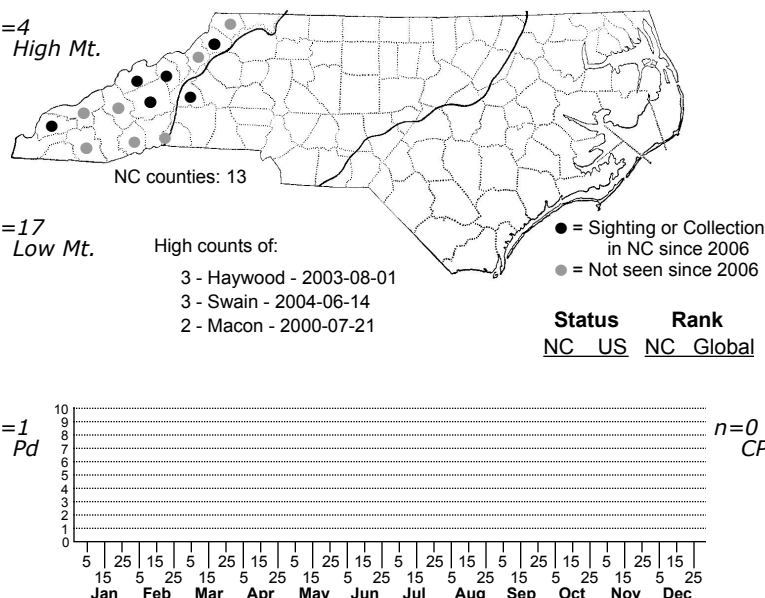 =4
High Mt.
NC counties: 13
=17
Low Mt.
High counts of:
3 - Haywood - 2003-08-01
3 - Swain - 2004-06-14
2 - Macon - 2000-07-21
● = Sighting or Collection
in NC since 2006
● = Not seen since 2006
Status Rank
NC US NC Global
=1
Pd
10
9
8
7
6
5
4
3
2
1
0
n=0
CP
5 25 15 5 25 15 5 25 15 5 25 15 5 25 15 5 25 15
15 5 25 15 5 25 15 5 25 15 5 25 15 5 25 15 5 25
Jan Feb Mar Apr May Jun Jul Aug Sep Oct Nov Dec